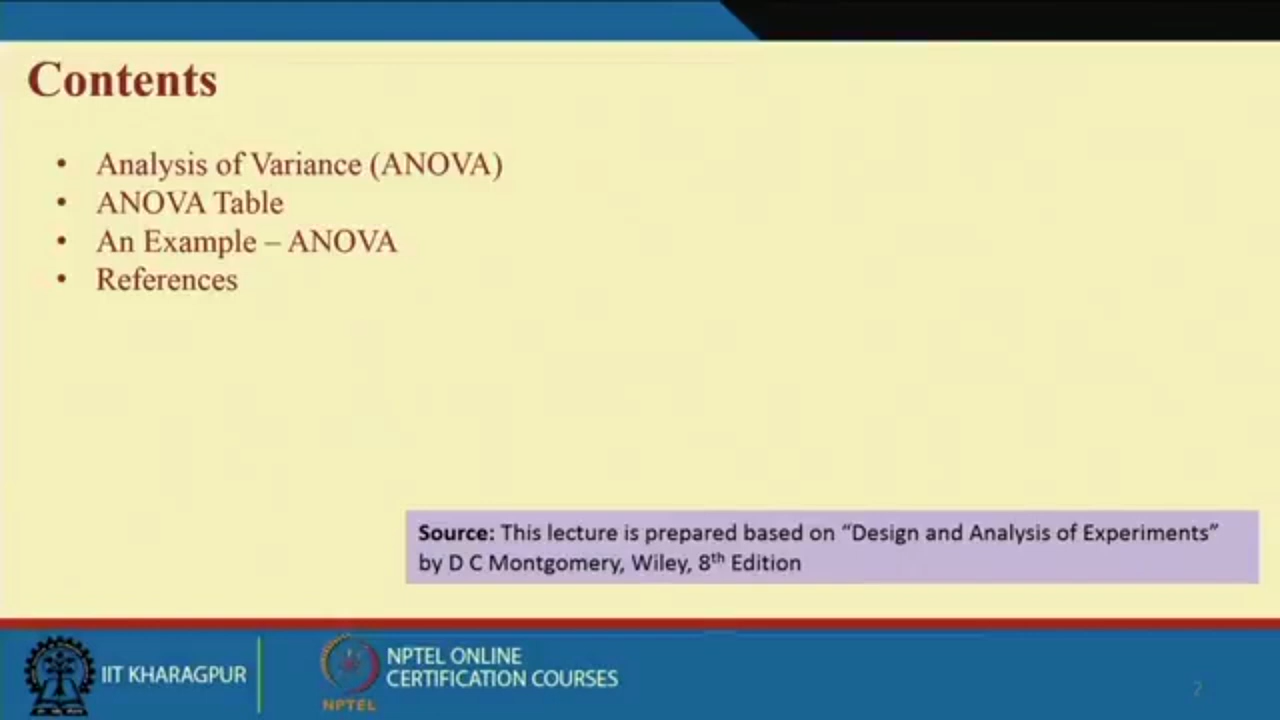 Contents
• Analysis of Variance (ANOVA)
• ANOVA Table
• An Example – ANOVA
• References
Source: This lecture is prepared based on “Design and Analysis of Experiments”
by D C Montgomery, Wiley, 8th Edition
IIT KHARAGPUR
NPTEL
NPTEL ONLINE
CERTIFICATION COURSES
2